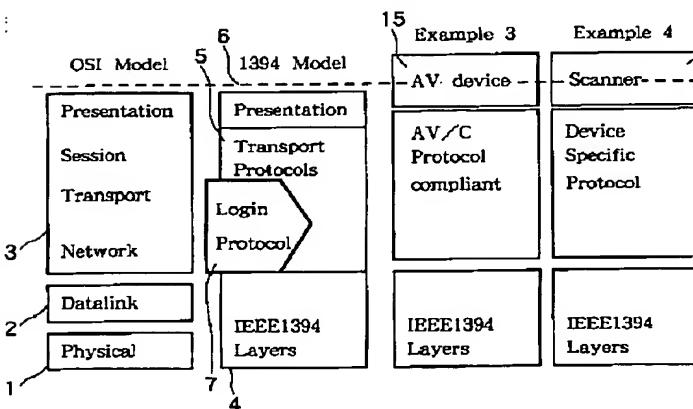 15
Example 3
Example 4
5
6
OSI Model
1394 Model
AV device
Scanner
Presentation
Session
Transport
Network
Presentation
Transport
Protocols
Login
Protocol
AV/C
Protocol
compliant
Device
Specific
Protocol
3
Datalink
2
Physical
1
IEEE1394
Layers
7
4
IEEE1394
Layers
IEEE1394
Layers